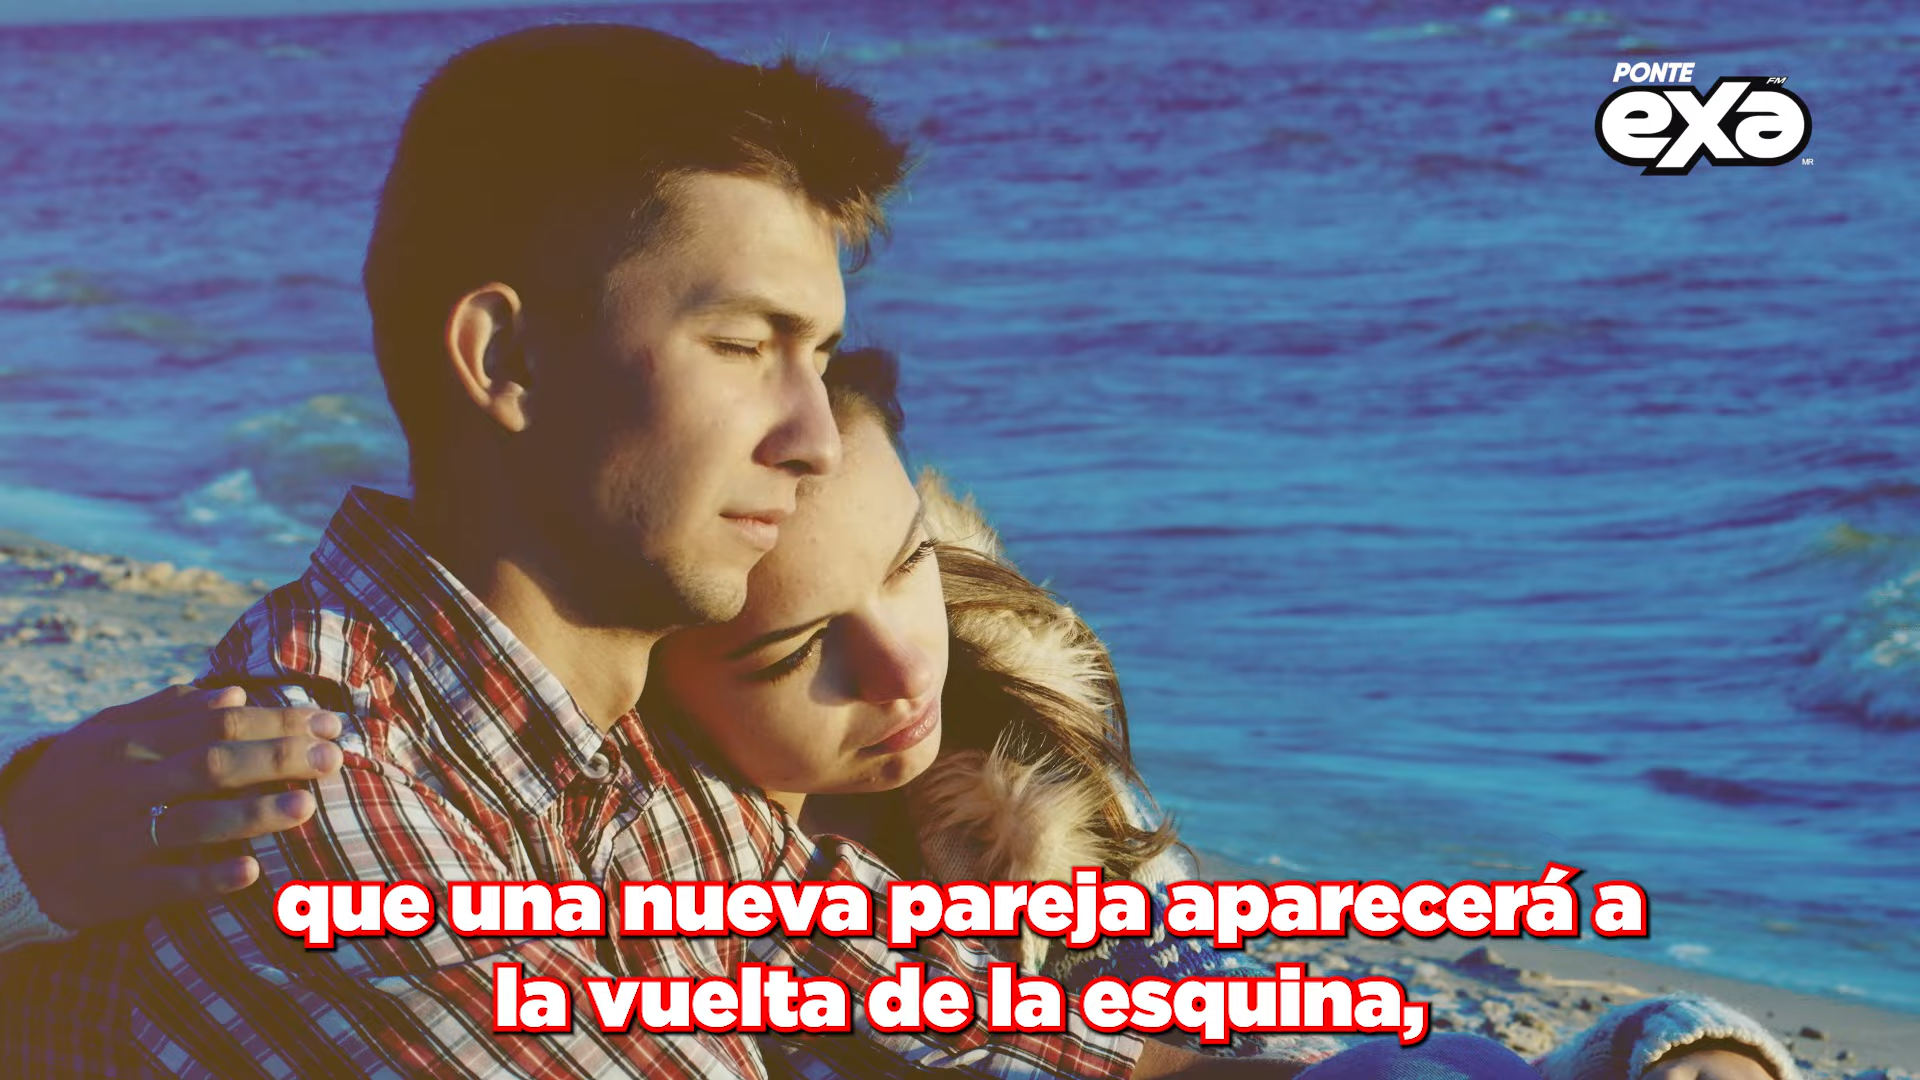 PONTE
exa FM
MR
que una nueva pareja aparecerá a
la vuelta de la esquina,